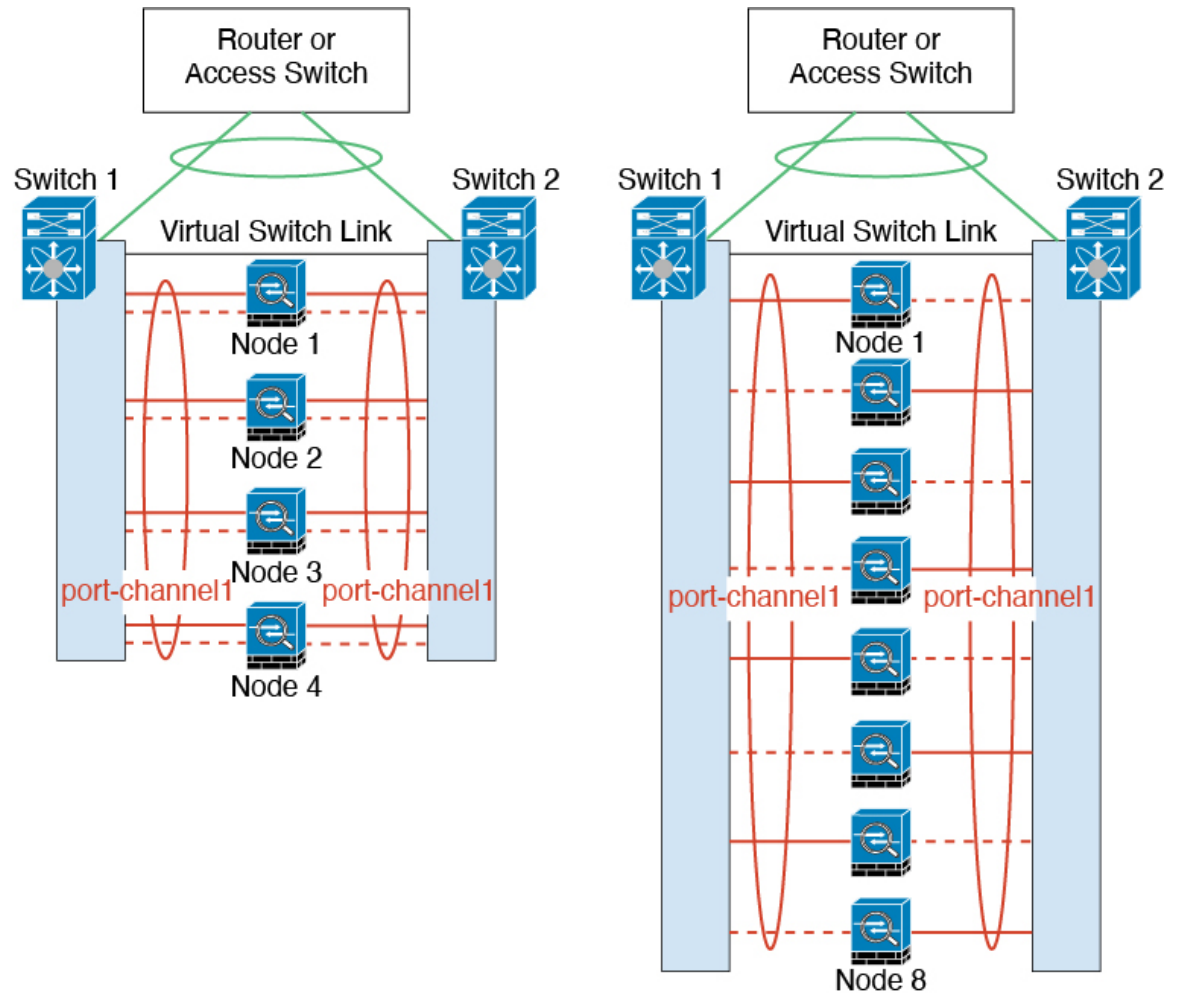 Router or
Access Switch
Switch 1
Switch 2
Virtual Switch Link
Node 1
Node 2
Node 3
port-channel1
port-channel1
Node 4
Router or
Access Switch
Switch 1
Switch 2
Virtual Switch Link
Node 1
port-channel1
port-channel1
Node 8